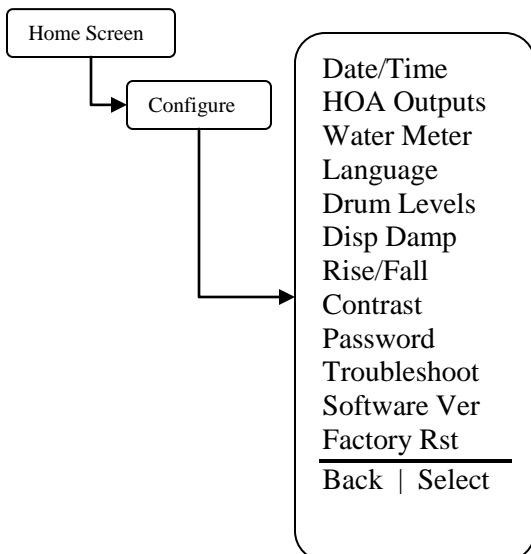 Home Screen
Configure
Date/Time
HOA Outputs
Water Meter
Language
Drum Levels
Disp Damp
Rise/Fall
Contrast
Password
Troubleshoot
Software Ver
Factory Rst
Back | Select